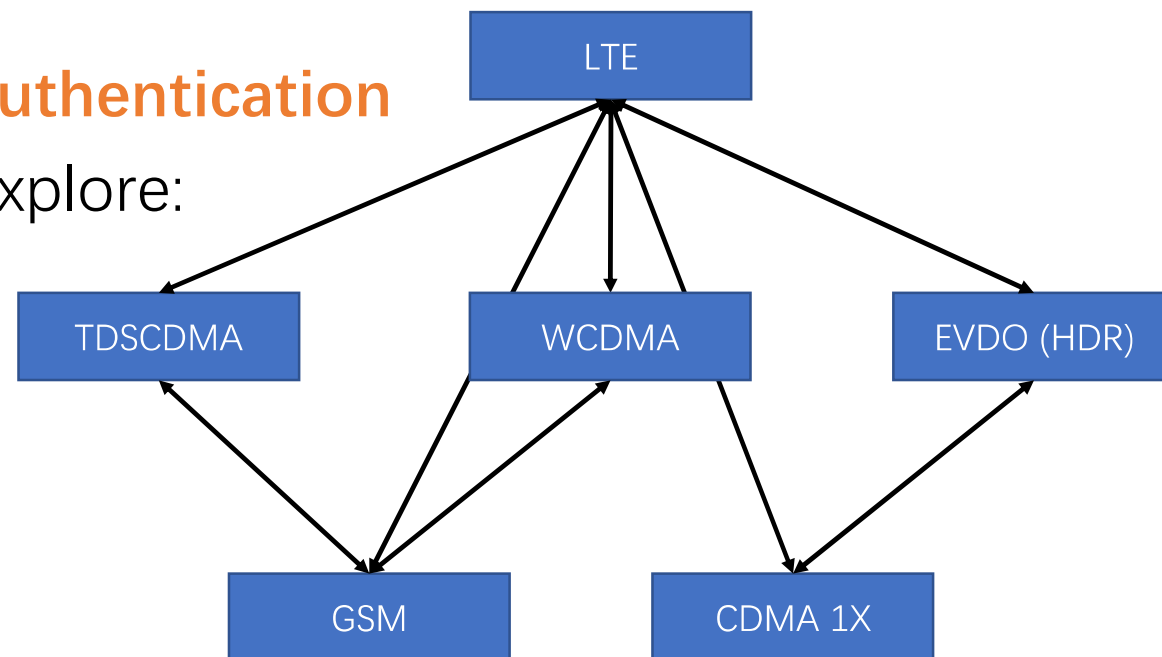 LTE
uthentication
xplore:
TDSCDMA
WCDMA
EVDO (HDR)
GSM
CDMA 1X